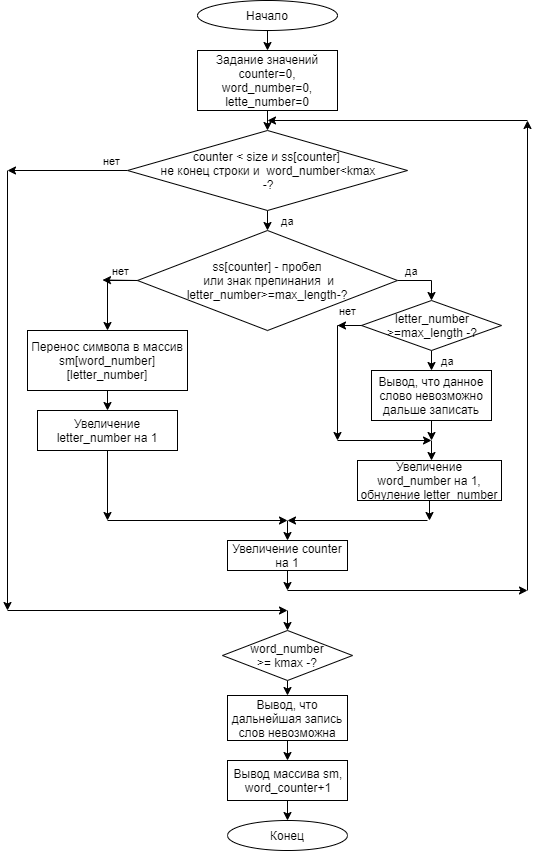 Начало
Задание значений
counter=0,
word_number=0,
lette_number=0
counter < size и ss[counter]
не конец строки и word_number<kmax
-?
нет
да
ss[counter] - пробел
или знак препинания и
letter_number>=max_length-?
нет
да
Перенос символа в массив
sm[word_number]
[letter_number]
Увеличение
letter_number на 1
letter_number
>=max_length -?
нет
да
Вывод, что данное
слово невозможно
дальше записать
Увеличение
word_number на 1,
обнуление letter_number
Увеличение counter
на 1
word_number
>= kmax -?
Вывод, что
дальнейшая запись
слов невозможна
Вывод массива sm,
word_counter+1
Конец